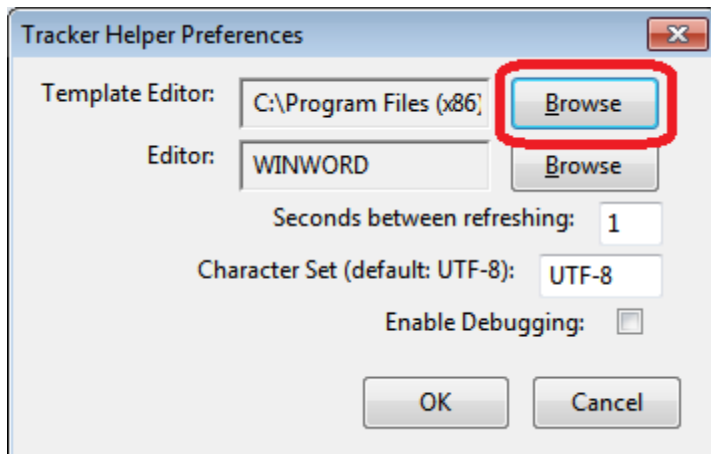 Tracker Helper Preferences
Template Editor: C:\Program Files (x86) Browse
Editor: WINWORD Browse
Seconds between refreshing: 1
Character Set (default: UTF-8): UTF-8
Enable Debugging:
OK Cancel